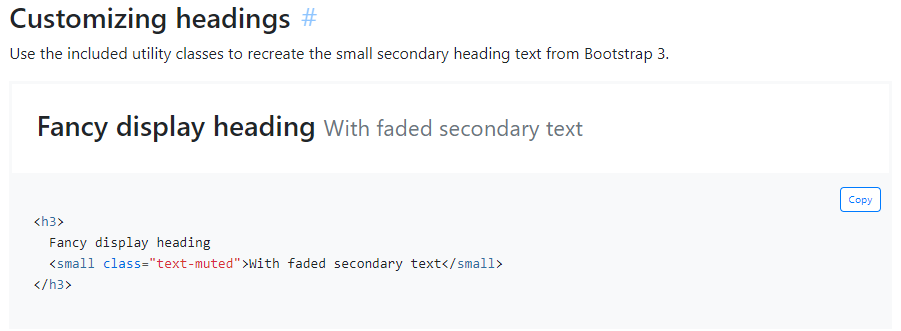 Customizing headings #
Use the included utility classes to recreate the small secondary heading text from Bootstrap 3.
Fancy display heading With faded secondary text
Copy
<h3>
  Fancy display heading
  <small class="text-muted">With faded secondary text</small>
</h3>